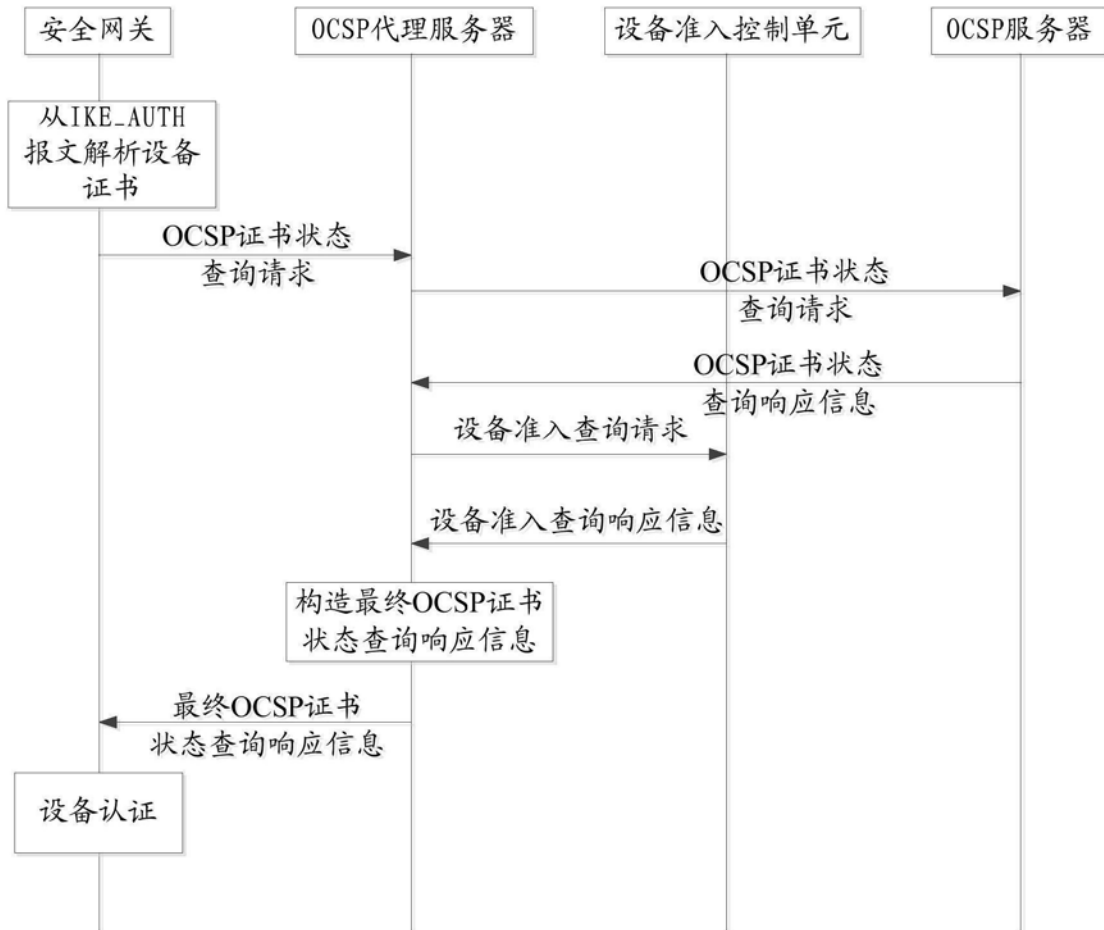 安全网关
OCSP代理服务器
设备准入控制单元
OCSP服务器
从IKE_AUTH
报文解析设备
证书
OCSP证书状态
查询请求
OCSP证书状态
查询请求
OCSP证书状态
查询响应信息
设备准入查询请求
设备准入查询响应信息
构造最终OCSP证书
状态查询响应信息
最终OCSP证书
状态查询响应信息
设备认证